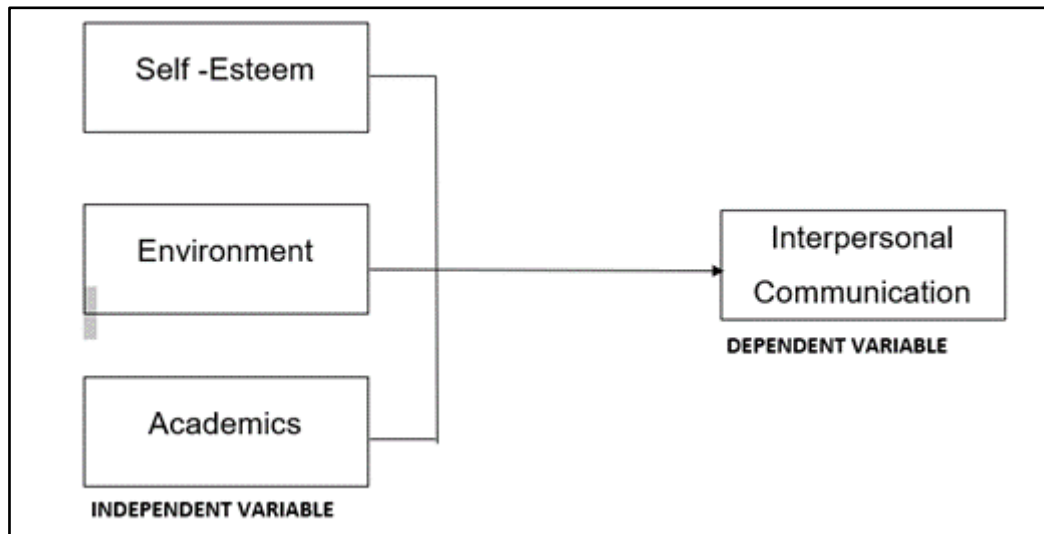 Self -Esteem
Environment
Academics
INDEPENDENT VARIABLE
Interpersonal
Communication
DEPENDENT VARIABLE